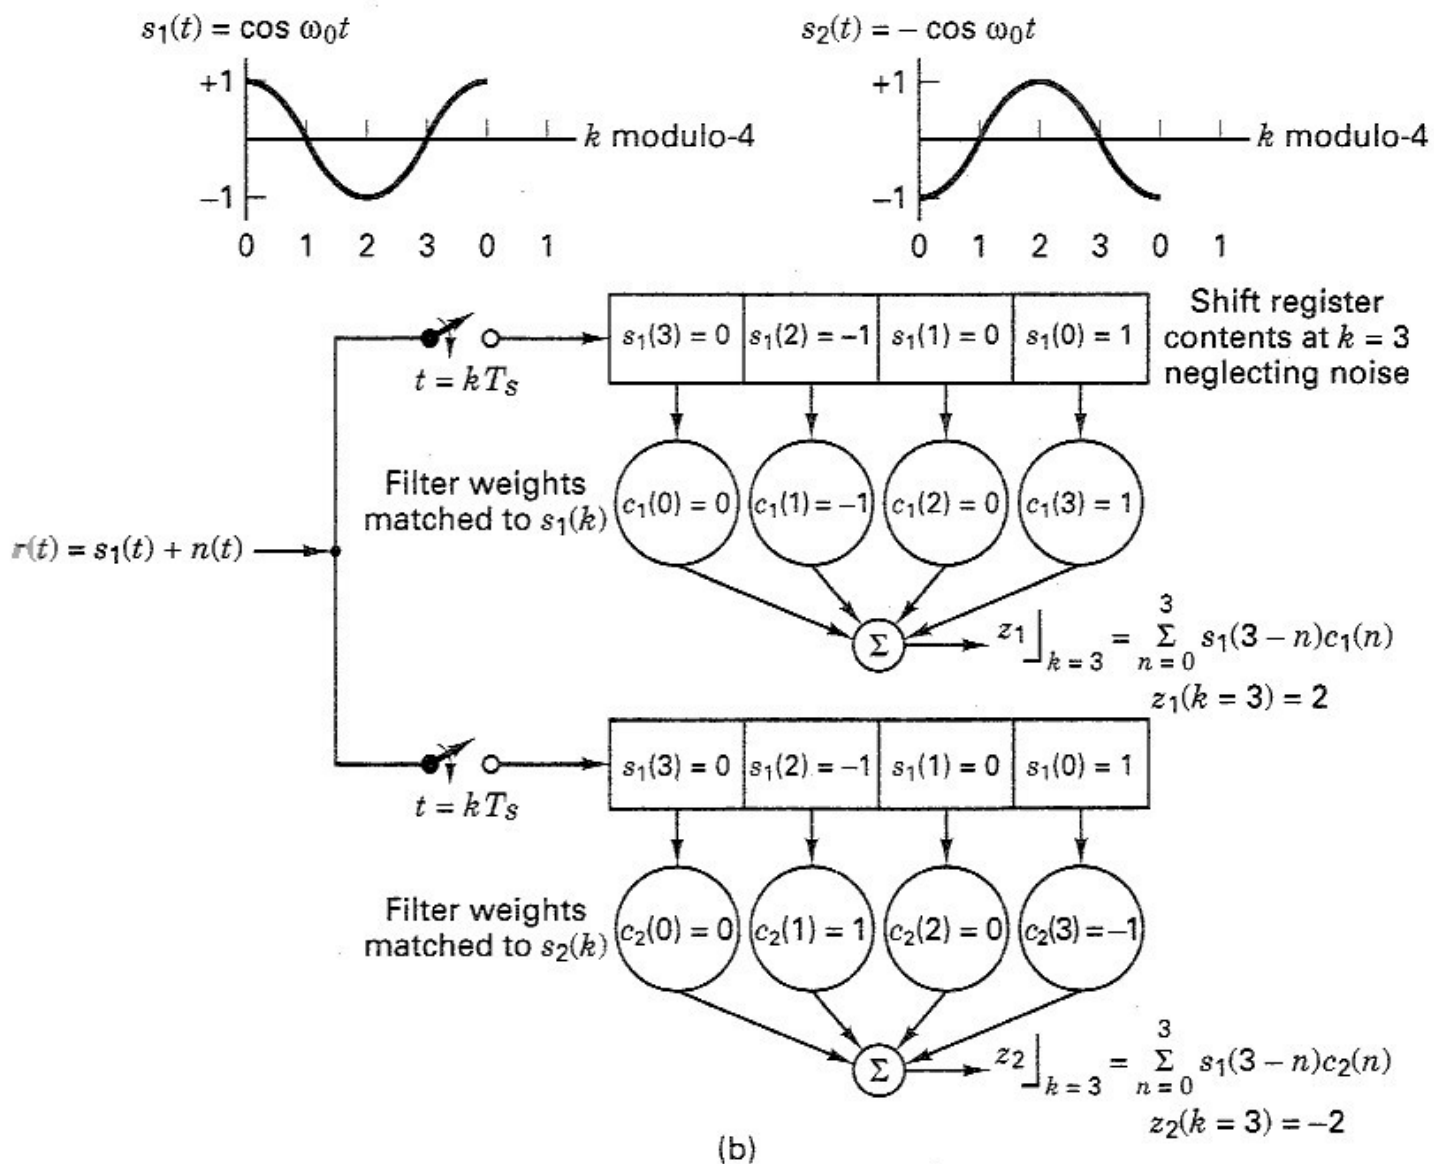 s₁(t) = cos ω₀t
s₂(t) = – cos ω₀t
+1
–1
k modulo-4
0 1 2 3 0 1
+1
–1
k modulo-4
0 1 2 3 0 1
t = kTₛ
s₁(3) = 0 s₁(2) = –1 s₁(1) = 0 s₁(0) = 1
Shift register
contents at k = 3
neglecting noise
Filter weights
matched to s₁(k)
c₁(0) = 0 c₁(1) = –1 c₁(2) = 0 c₁(3) = 1
r(t) = s₁(t) + n(t)
Σ
z₁⌋ₖ ₌ ₃ = Σ³ₙ ₌ ₀ s₁(3 – n)c₁(n)
z₁(k = 3) = 2
t = kTₛ
s₁(3) = 0 s₁(2) = –1 s₁(1) = 0 s₁(0) = 1
Filter weights
matched to s₂(k)
c₂(0) = 0 c₂(1) = 1 c₂(2) = 0 c₂(3) = –1
Σ
z₂⌋ₖ ₌ ₃ = Σ³ₙ ₌ ₀ s₁(3 – n)c₂(n)
z₂(k = 3) = –2
(b)